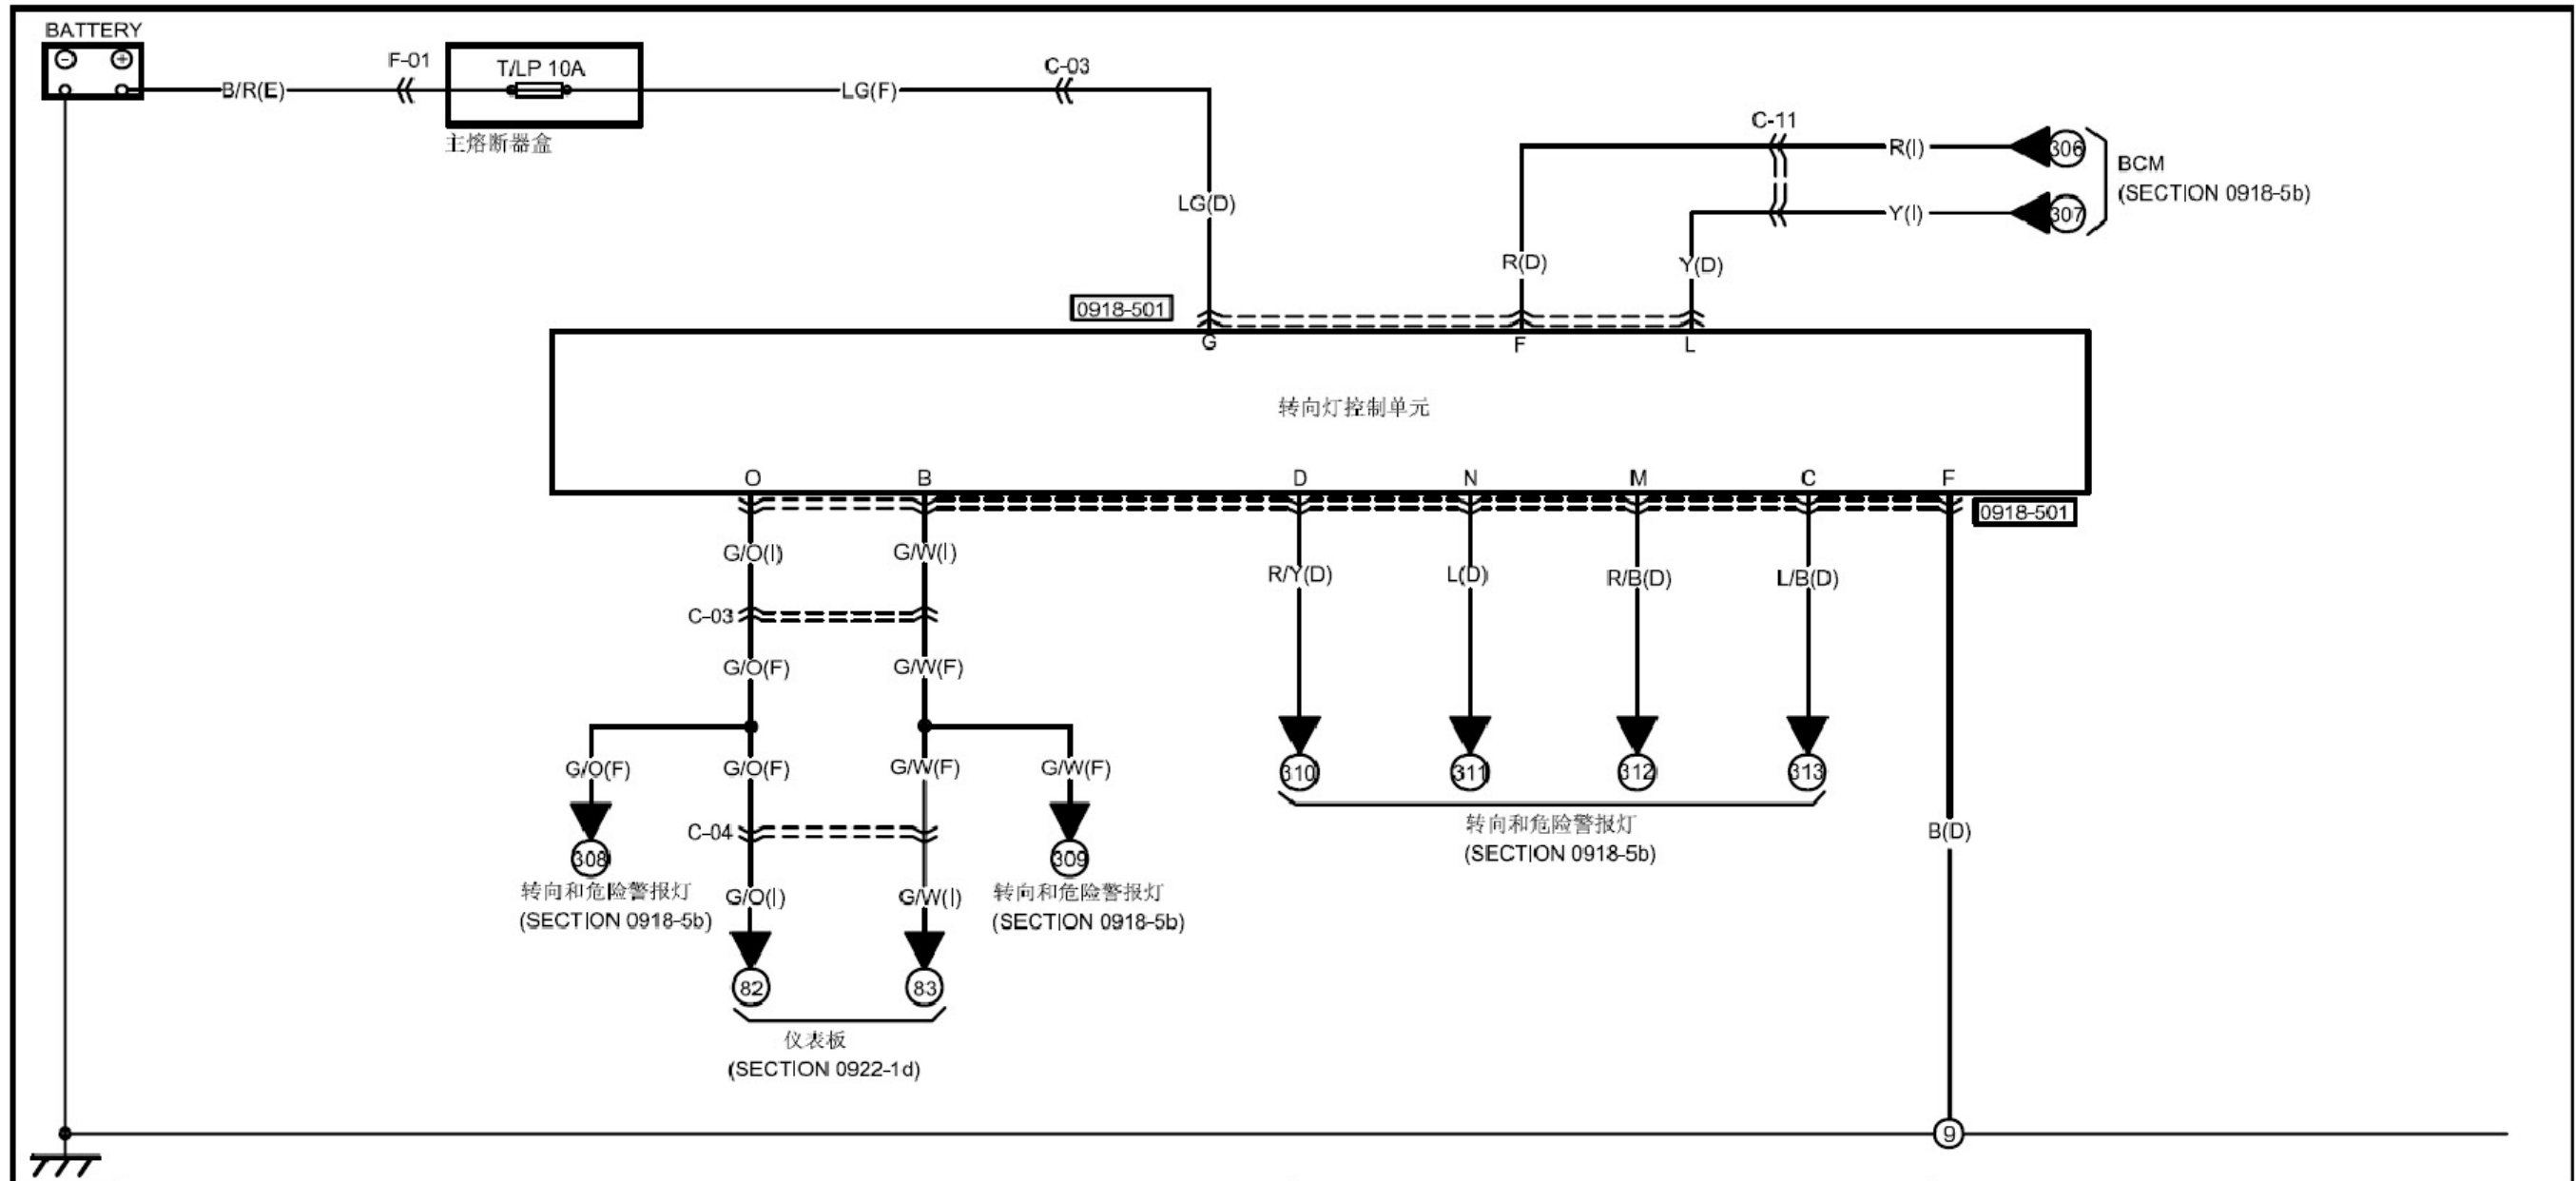 BATTERY
- +
B/R(E)
F-01
T/LP 10A
主熔断器盒
LG(F)
C-03
LG(D)
C-11
R(I)
306
Y(I)
307
BCM
(SECTION 0918-5b)
R(D)
Y(D)
0918-501
G
F
L
转向灯控制单元
O
B
D
N
M
C
F
0918-501
G/O(I)
G/W(I)
R/Y(D)
L(D)
R/B(D)
L/B(D)
C-03
G/O(F)
G/W(F)
G/O(F)
G/O(F)
G/W(F)
G/W(F)
310
311
312
313
转向和危险警报灯
(SECTION 0918-5b)
B(D)
C-04
308
309
转向和危险警报灯
(SECTION 0918-5b)
G/O(I)
G/W(I)
转向和危险警报灯
(SECTION 0918-5b)
82
83
仪表板
(SECTION 0922-1d)
9